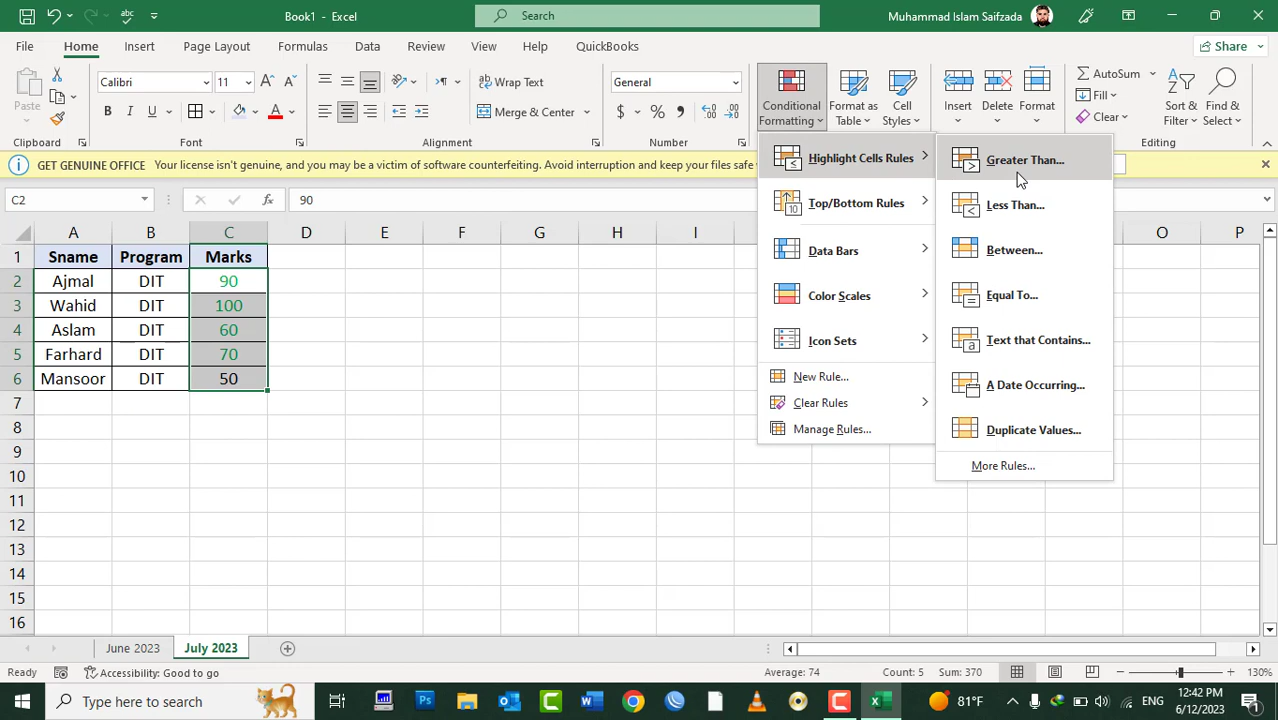 Book1 - Excel
Search
Muhammad Islam Saifzada
File Home Insert Page Layout Formulas Data Review View Help QuickBooks Share
Paste
Calibri 11 A A
B I U A
Wrap Text
Merge & Center
General
$ %
Conditional Formatting
Format as Table
Cell Styles
Insert
Delete
Format
AutoSum
Fill
Clear
Sort & Filter
Find & Select
Clipboard Font Alignment Number Editing
GET GENUINE OFFICE Your license isn't genuine, and you may be a victim of software counterfeiting. Avoid interruption and keep your files safe
C2 fx 90
A B C D E F G H I O P
1 Sname Program Marks
2 Ajmal DIT 90
3 Wahid DIT 100
4 Aslam DIT 60
5 Farhard DIT 70
6 Mansoor DIT 50
7
8
9
10
11
12
13
14
15
16
Highlight Cells Rules
Top/Bottom Rules
Data Bars
Color Scales
Icon Sets
New Rule...
Clear Rules
Manage Rules...
Greater Than...
Less Than...
Between...
Equal To...
Text that Contains...
A Date Occurring...
Duplicate Values...
More Rules...
June 2023 July 2023
Ready Accessibility: Good to go Average: 74 Count: 5 Sum: 370 130%
Type here to search
81°F ENG 12:42 PM
6/12/2023